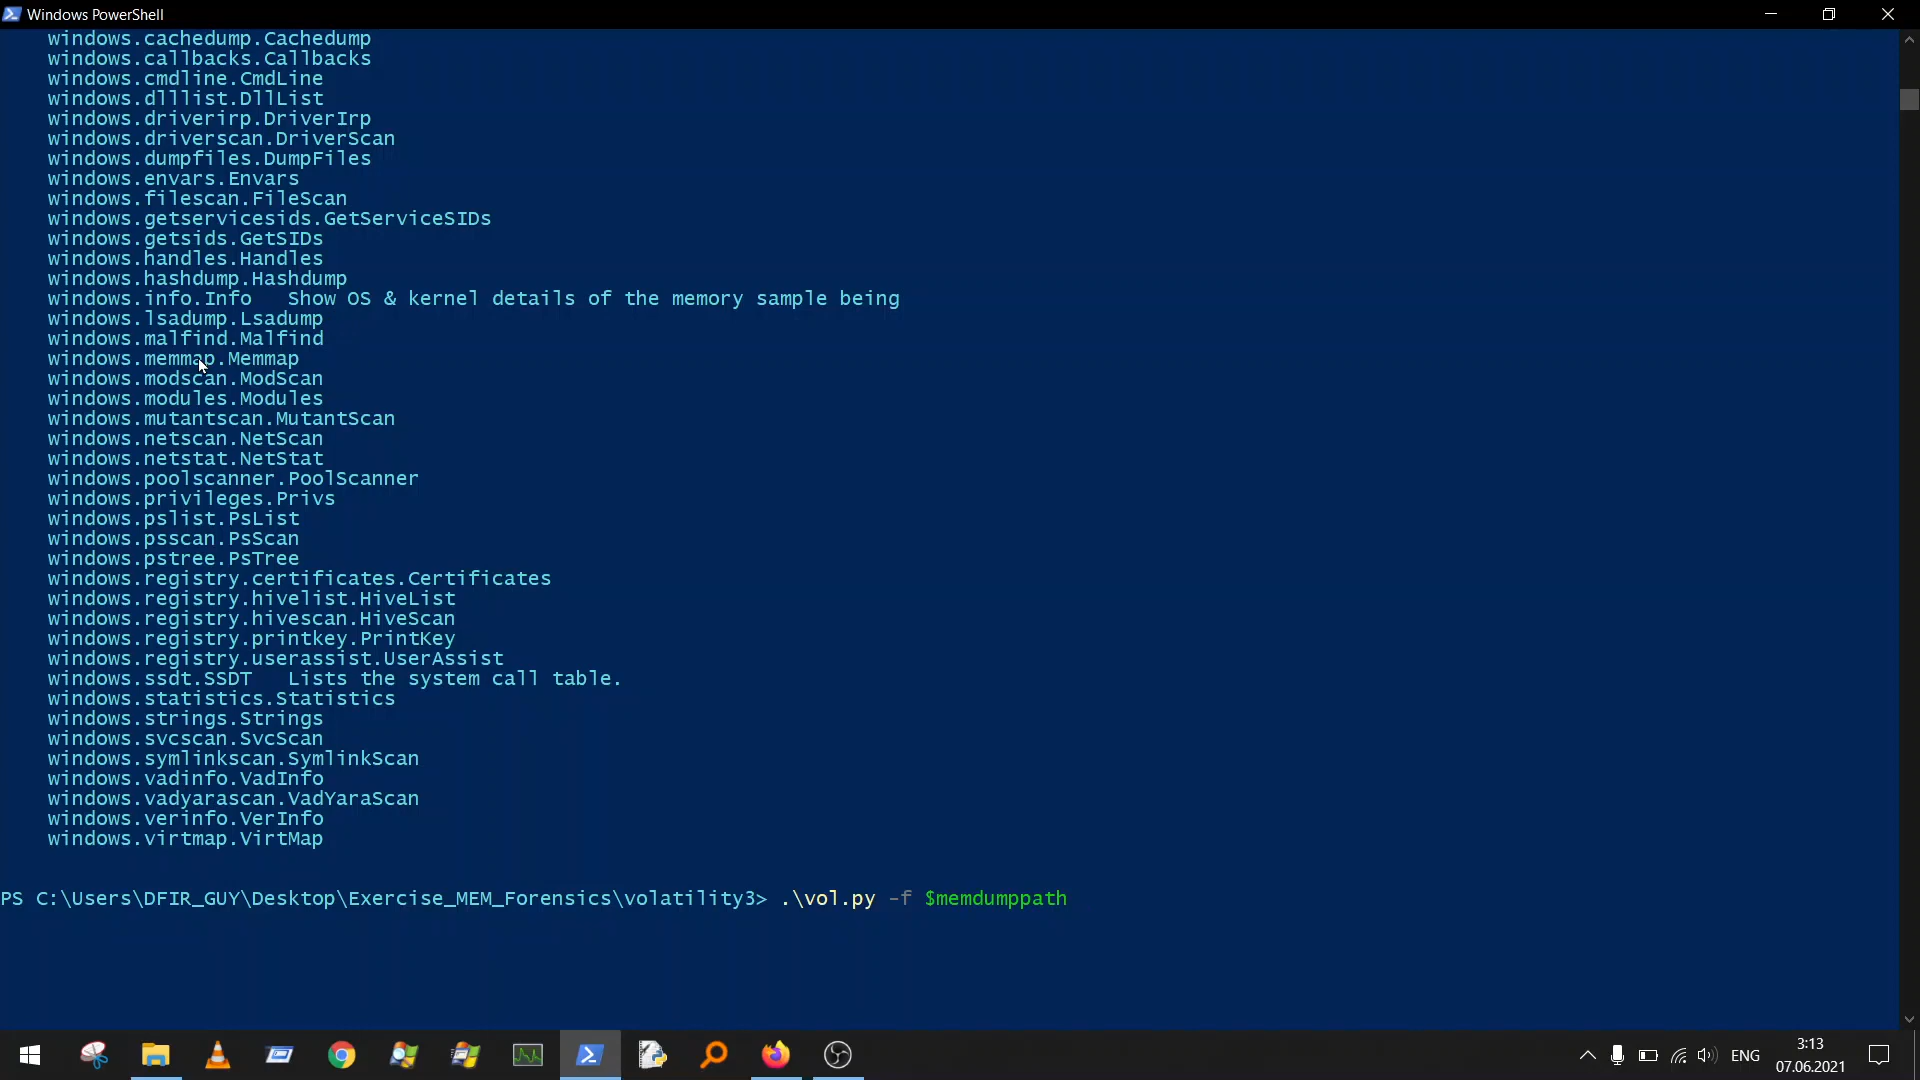 Windows PowerShell
windows.cachedump.Cachedump
windows.callbacks.Callbacks
windows.cmdline.CmdLine
windows.dlllist.DllList
windows.driverirp.DriverIrp
windows.driverscan.DriverScan
windows.dumpfiles.DumpFiles
windows.envars.Envars
windows.filescan.FileScan
windows.getservicesids.GetServiceSIDs
windows.getsids.GetSIDs
windows.handles.Handles
windows.hashdump.Hashdump
windows.info.Info   Show OS & kernel details of the memory sample being
windows.lsadump.Lsadump
windows.malfind.Malfind
windows.memmap.Memmap
windows.modscan.ModScan
windows.modules.Modules
windows.mutantscan.MutantScan
windows.netscan.NetScan
windows.netstat.NetStat
windows.poolscanner.PoolScanner
windows.privileges.Privs
windows.pslist.PsList
windows.psscan.PsScan
windows.pstree.PsTree
windows.registry.certificates.Certificates
windows.registry.hivelist.HiveList
windows.registry.hivescan.HiveScan
windows.registry.printkey.PrintKey
windows.registry.userassist.UserAssist
windows.ssdt.SSDT   Lists the system call table.
windows.statistics.Statistics
windows.strings.Strings
windows.svcscan.SvcScan
windows.symlinkscan.SymlinkScan
windows.vadinfo.VadInfo
windows.vadyarascan.VadYaraScan
windows.verinfo.VerInfo
windows.virtmap.VirtMap
PS C:\Users\DFIR_GUY\Desktop\Exercise_MEM_Forensics\volatility3> .\vol.py -f $memdumppath
ENG
3:13
07.06.2021